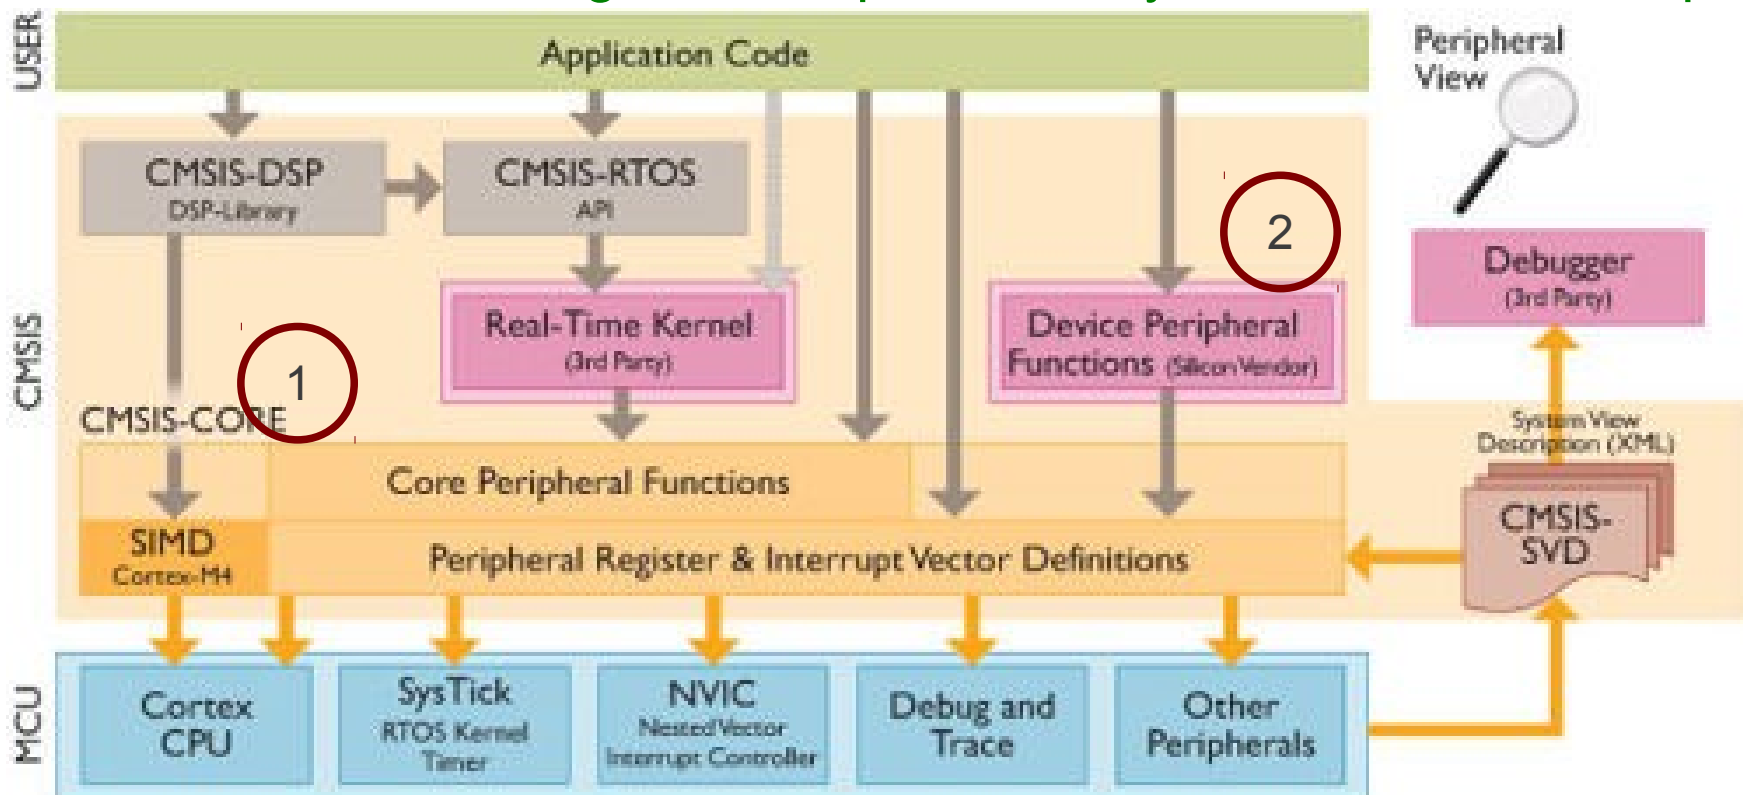 USER
Application Code
Peripheral
View
CMSIS-DSP
DSP-Library
CMSIS-RTOS
API
2
Debugger
(3rd Party)
CMSIS
Real-Time Kernel
(3rd Party)
Device Peripheral
Functions (Silicon Vendor)
1
CMSIS-CORE
System View
Description (XML)
Core Peripheral Functions
CMSIS-
SVD
SIMD
Cortex-M4
Peripheral Register & Interrupt Vector Definitions
MCU
Cortex
CPU
SysTick
RTOS Kernel
Timer
NVIC
Nested Vector
Interrupt Controller
Debug and
Trace
Other
Peripherals